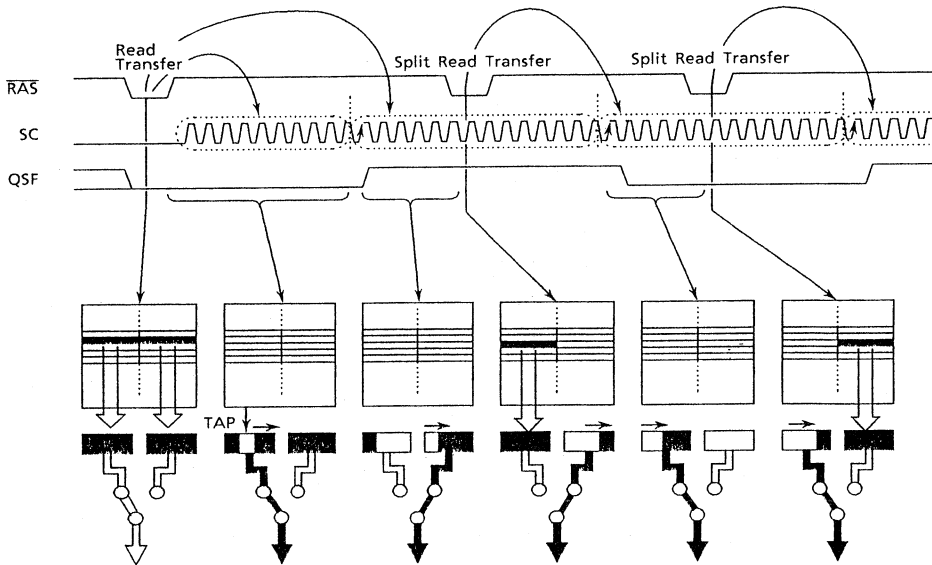 Read
Transfer
Split Read Transfer
Split Read Transfer
RAS
SC
QSF
TAP